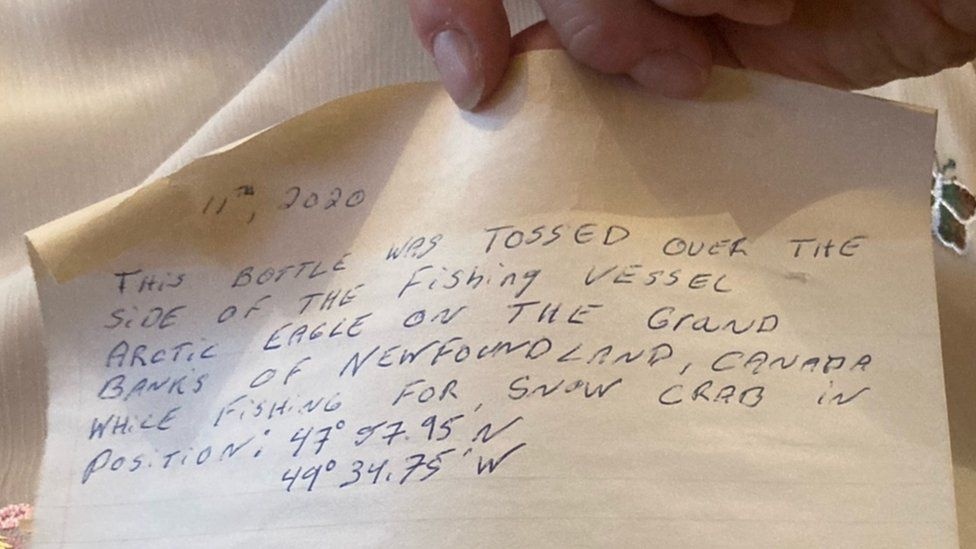 11TH, 2020
THIS BOTTLE WAS TOSSED OVER THE
SIDE OF THE FISHING VESSEL
ARCTIC EAGLE ON THE GRAND
BANKS OF NEWFOUNDLAND, CANADA
WHILE FISHING FOR, SNOW CRAB IN
POSITION: 47° 57.95'N
49° 34.75'W